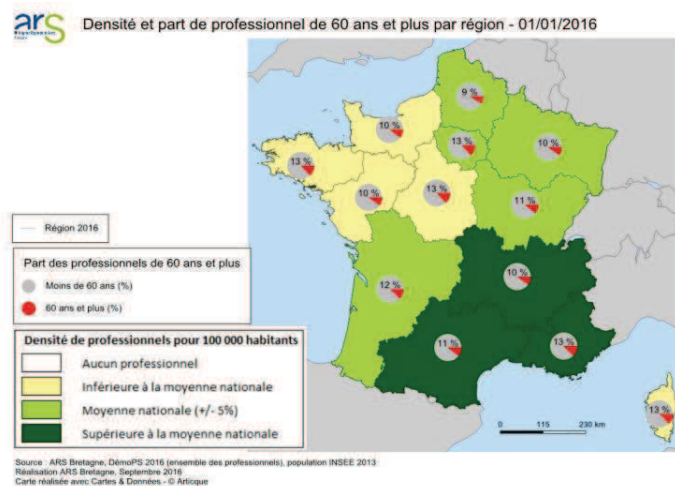 ars
Densité et part de professionnel de 60 ans et plus par région - 01/01/2016
9 %
10 %
13 %
10 %
13 %
10 %
13 %
11 %
12 %
10 %
11 %
13 %
13 %
Région 2016
Part des professionnels de 60 ans et plus
Moins de 60 ans (%)
60 ans et plus (%)
Densité de professionnels pour 100 000 habitants
Aucun professionnel
Inférieure à la moyenne nationale
Moyenne nationale (+/- 5%)
Supérieure à la moyenne nationale
0 115 230 km
Source : ARS Bretagne, DémoPS 2016 (ensemble des professionnels), population INSEE 2013
Réalisation ARS Bretagne, Septembre 2016
Carte réalisée avec Cartes & Données - © Articque